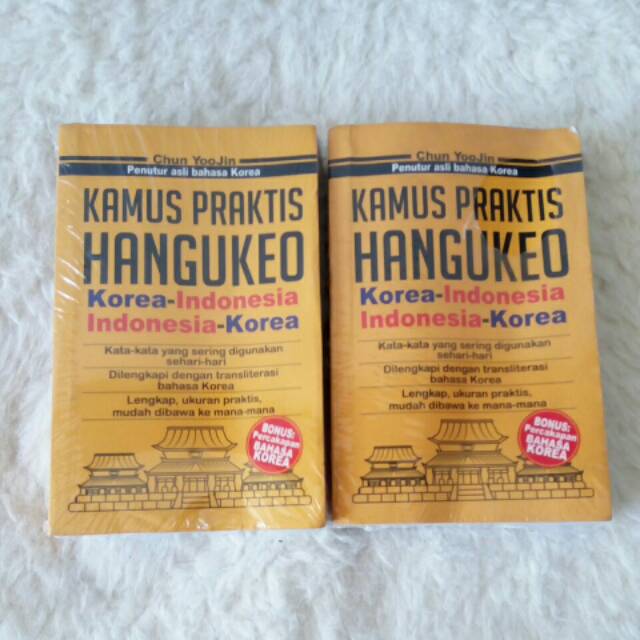 Chun YooJin
Penutur asli bahasa Korea
KAMUS PRAKTIS
HANGUKEO
Korea-Indonesia
Indonesia-Korea
Kata-kata yang sering digunakan
sehari-hari
Dilengkapi dengan transliterasi
bahasa Korea
Lengkap, ukuran praktis,
mudah dibawa ke mana-mana
BONUS:
Percakapan
BAHASA
KOREA
Chun YooJin
Penutur asli bahasa Korea
KAMUS PRAKTIS
HANGUKEO
Korea-Indonesia
Indonesia-Korea
Kata-kata yang sering digunakan
sehari-hari
Dilengkapi dengan transliterasi
bahasa Korea
Lengkap, ukuran praktis,
mudah dibawa ke mana-mana
BONUS:
Percakapan
BAHASA
KOREA